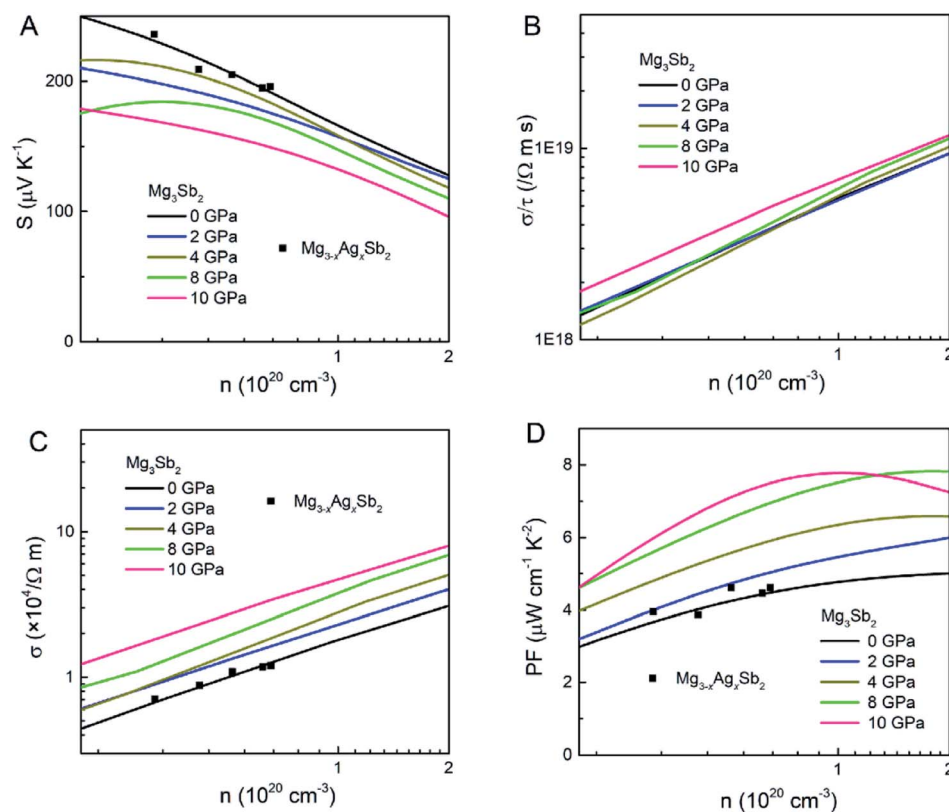 A
200
100
0
S (μV K⁻¹)
Mg₃Sb₂
0 GPa
2 GPa
4 GPa
8 GPa
10 GPa
Mg₃₋ₓAgₓSb₂
1
2
n (10²⁰ cm⁻³)
B
1E19
1E18
σ/τ (/Ω m s)
Mg₃Sb₂
0 GPa
2 GPa
4 GPa
8 GPa
10 GPa
1
2
n (10²⁰ cm⁻³)
C
10
1
σ (×10⁴/Ω m)
Mg₃Sb₂
0 GPa
2 GPa
4 GPa
8 GPa
10 GPa
Mg₃₋ₓAgₓSb₂
1
2
n (10²⁰ cm⁻³)
D
8
6
4
2
0
PF (μW cm⁻¹ K⁻²)
Mg₃₋ₓAgₓSb₂
Mg₃Sb₂
0 GPa
2 GPa
4 GPa
8 GPa
10 GPa
1
2
n (10²⁰ cm⁻³)